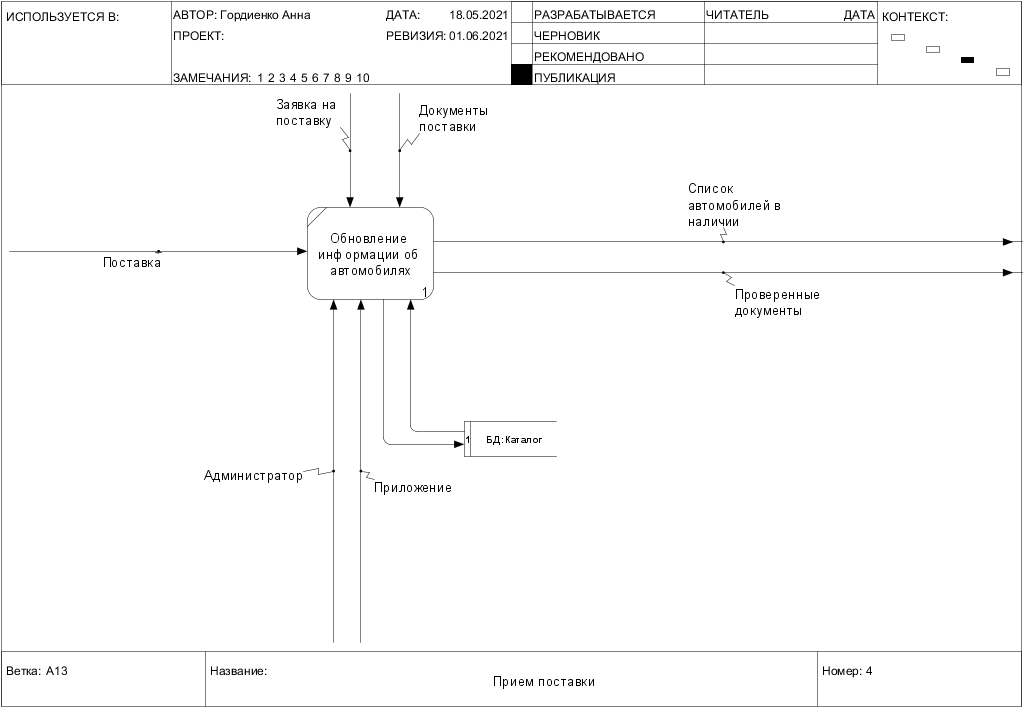 ИСПОЛЬЗУЕТСЯ В:
АВТОР: Гордиенко Анна
ДАТА: 18.05.2021
ПРОЕКТ:
РЕВИЗИЯ: 01.06.2021
ЗАМЕЧАНИЯ: 1 2 3 4 5 6 7 8 9 10
РАЗРАБАТЫВАЕТСЯ
ЧЕРНОВИК
РЕКОМЕНДОВАНО
ПУБЛИКАЦИЯ
ЧИТАТЕЛЬ ДАТА
КОНТЕКСТ:
Заявка на
поставку
Документы
поставки
Список
автомобилей в
наличии
Обновление
информации об
автомобилях
1
Поставка
Проверенные
документы
1 БД: Каталог
Администратор
Приложение
Ветка: A13
Название:
Прием поставки
Номер: 4